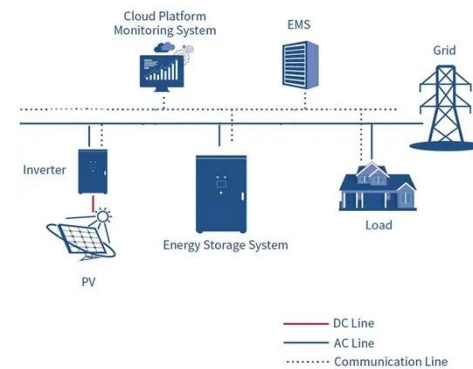 Cloud Platform
Monitoring System
EMS
Grid
Inverter
Energy Storage System
Load
PV
DC Line
AC Line
Communication Line